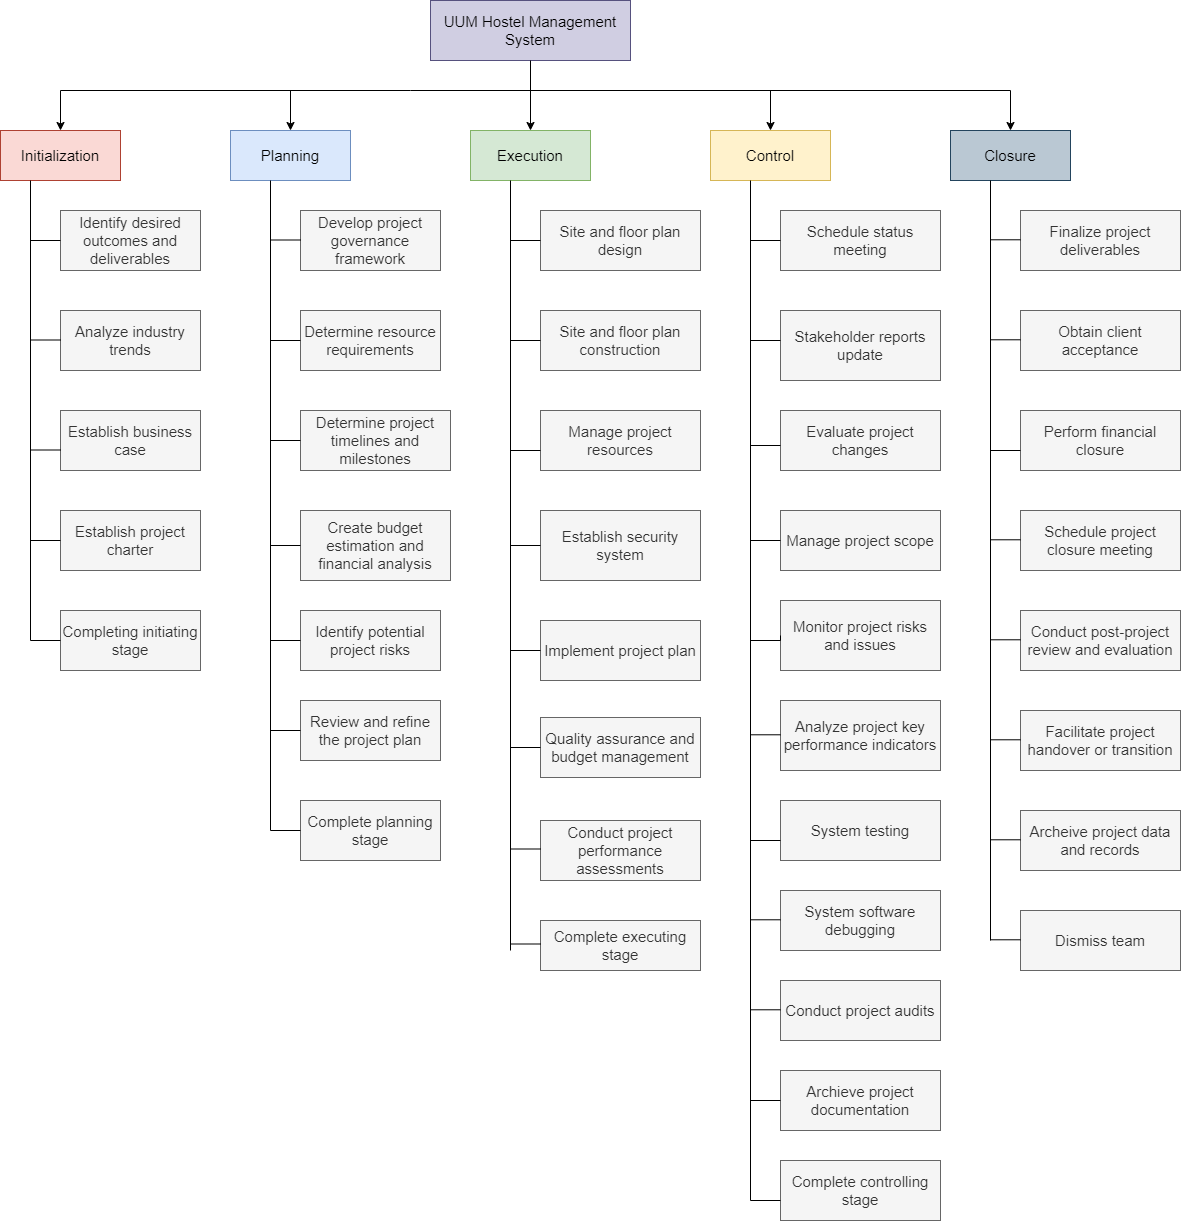 UUM Hostel Management
System
Initialization
Identify desired
outcomes and
deliverables
Analyze industry
trends
Establish business
case
Establish project
charter
Completing initiating
stage
Planning
Develop project
governance
framework
Determine resource
requirements
Determine project
timelines and
milestones
Create budget
estimation and
financial analysis
Identify potential
project risks
Review and refine
the project plan
Complete planning
stage
Execution
Site and floor plan
design
Site and floor plan
construction
Manage project
resources
Establish security
system
Implement project plan
Quality assurance and
budget management
Conduct project
performance
assessments
Complete executing
stage
Control
Schedule status
meeting
Stakeholder reports
update
Evaluate project
changes
Manage project scope
Monitor project risks
and issues
Analyze project key
performance indicators
System testing
System software
debugging
Conduct project audits
Archieve project
documentation
Complete controlling
stage
Closure
Finalize project
deliverables
Obtain client
acceptance
Perform financial
closure
Schedule project
closure meeting
Conduct post-project
review and evaluation
Facilitate project
handover or transition
Archeive project data
and records
Dismiss team